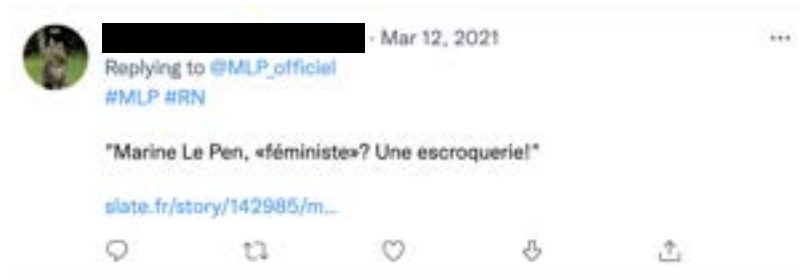 · Mar 12, 2021
Replying to @MLP_officiel
#MLP #RN
"Marine Le Pen, «féministe»? Une escroquerie!"
slate.fr/story/142985/m...